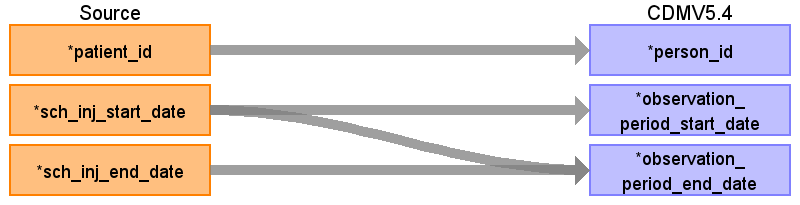 Source
CDMV5.4
*patient_id
*person_id
*sch_inj_start_date
*observation_
period_start_date
*sch_inj_end_date
*observation_
period_end_date